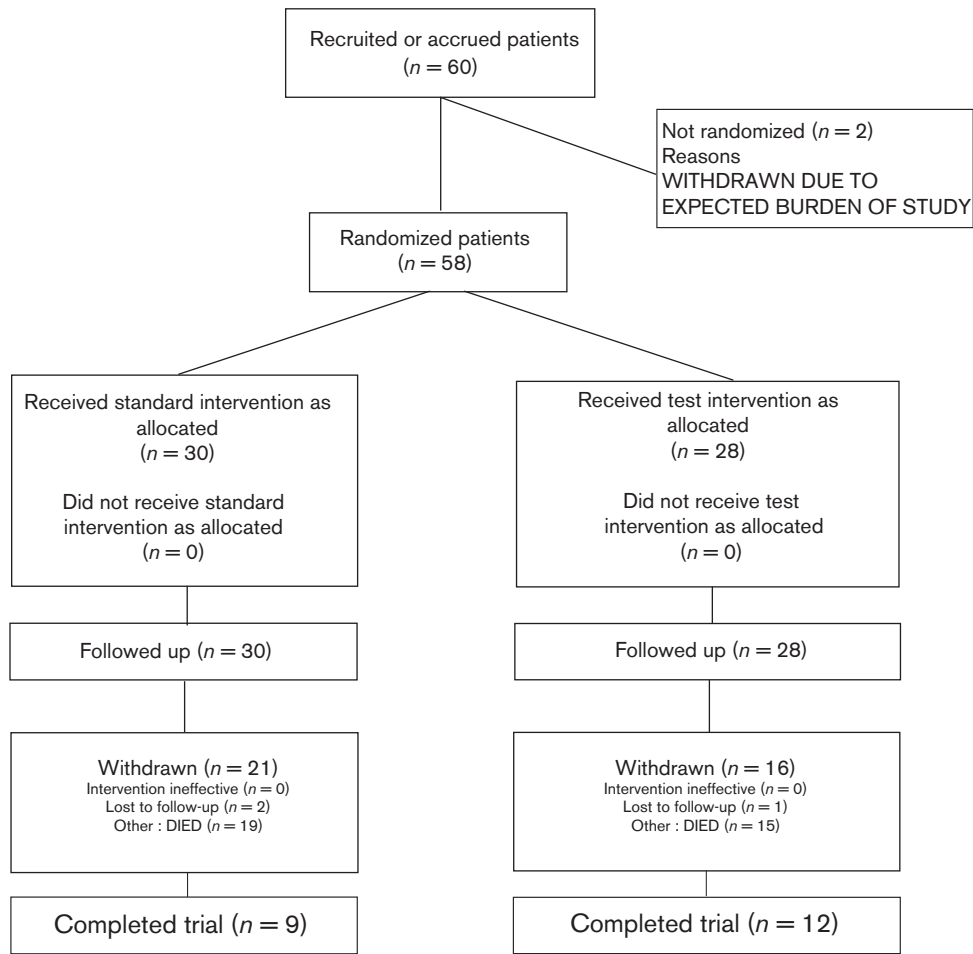 Recruited or accrued patients
(n = 60)
Not randomized (n = 2)
Reasons
WITHDRAWN DUE TO
EXPECTED BURDEN OF STUDY
Randomized patients
(n = 58)
Received standard intervention as
allocated
(n = 30)
Did not receive standard
intervention as allocated
(n = 0)
Received test intervention as
allocated
(n = 28)
Did not receive test
intervention as allocated
(n = 0)
Followed up (n = 30)
Followed up (n = 28)
Withdrawn (n = 21)
Intervention ineffective (n = 0)
Lost to follow-up (n = 2)
Other : DIED (n = 19)
Withdrawn (n = 16)
Intervention ineffective (n = 0)
Lost to follow-up (n = 1)
Other : DIED (n = 15)
Completed trial (n = 9)
Completed trial (n = 12)